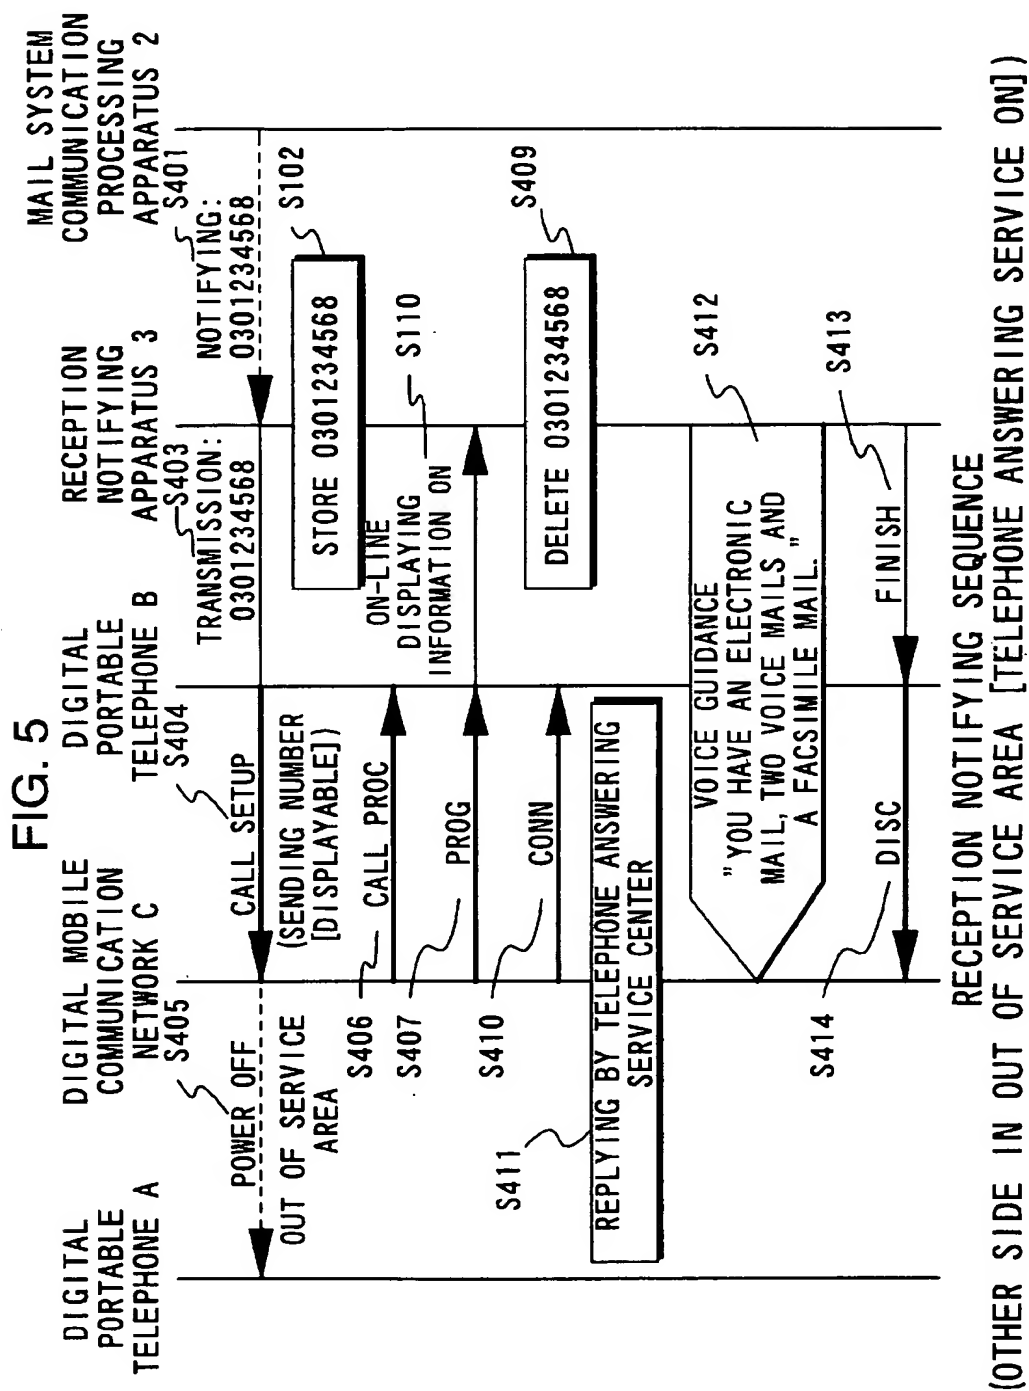 FIG. 5
DIGITAL
PORTABLE
TELEPHONE A
DIGITAL MOBILE
COMMUNICATION
NETWORK C
DIGITAL
PORTABLE
TELEPHONE B
RECEPTION
NOTIFYING
APPARATUS 3
MAIL SYSTEM
COMMUNICATION
PROCESSING
APPARATUS 2
S405
S404
S403
S401
POWER OFF
CALL SETUP
TRANSMISSION:
0301234568
NOTIFYING:
0301234568
OUT OF SERVICE
AREA
(SENDING NUMBER
[DISPLAYABLE])
STORE 0301234568
S102
S406
CALL PROC
ON-LINE
DISPLAYING
INFORMATION ON
S110
S407
PROG
S410
CONN
DELETE 0301234568
S409
S411
REPLYING BY TELEPHONE ANSWERING
SERVICE CENTER
VOICE GUIDANCE
"YOU HAVE AN ELECTRONIC
MAIL, TWO VOICE MAILS AND
A FACSIMILE MAIL."
S412
S414
DISC
FINISH
S413
RECEPTION NOTIFYING SEQUENCE
(OTHER SIDE IN OUT OF SERVICE AREA [TELEPHONE ANSWERING SERVICE ON])